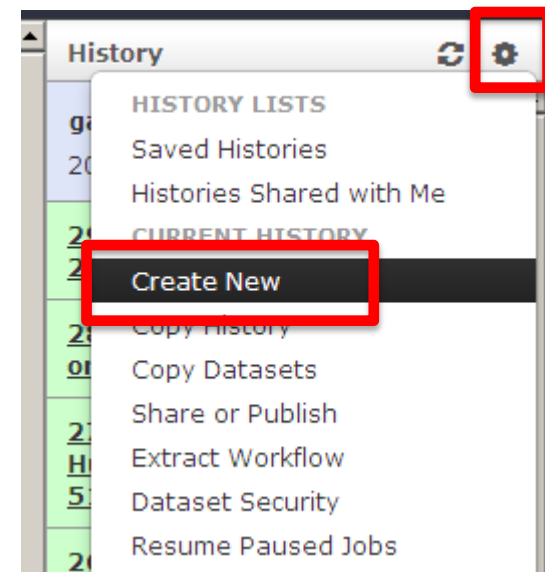 History
HISTORY LISTS
Saved Histories
Histories Shared with Me
CURRENT HISTORY
Create New
Copy History
Copy Datasets
Share or Publish
Extract Workflow
Dataset Security
Resume Paused Jobs